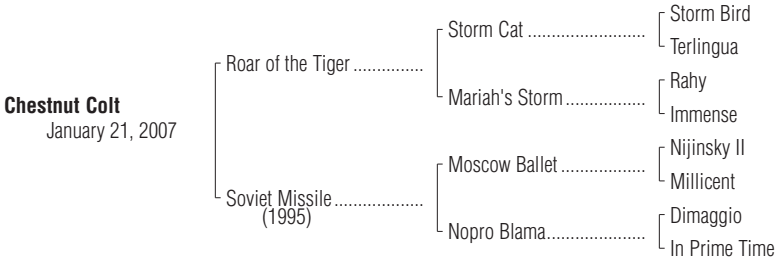 Storm Bird
Storm Cat ........................
Terlingua
Roar of the Tiger ..............
Rahy
Mariah's Storm ................
Immense
Chestnut Colt
January 21, 2007
Nijinsky II
Moscow Ballet .................
Millicent
Soviet Missile ..................
(1995)
Dimaggio
Nopro Blama....................
In Prime Time